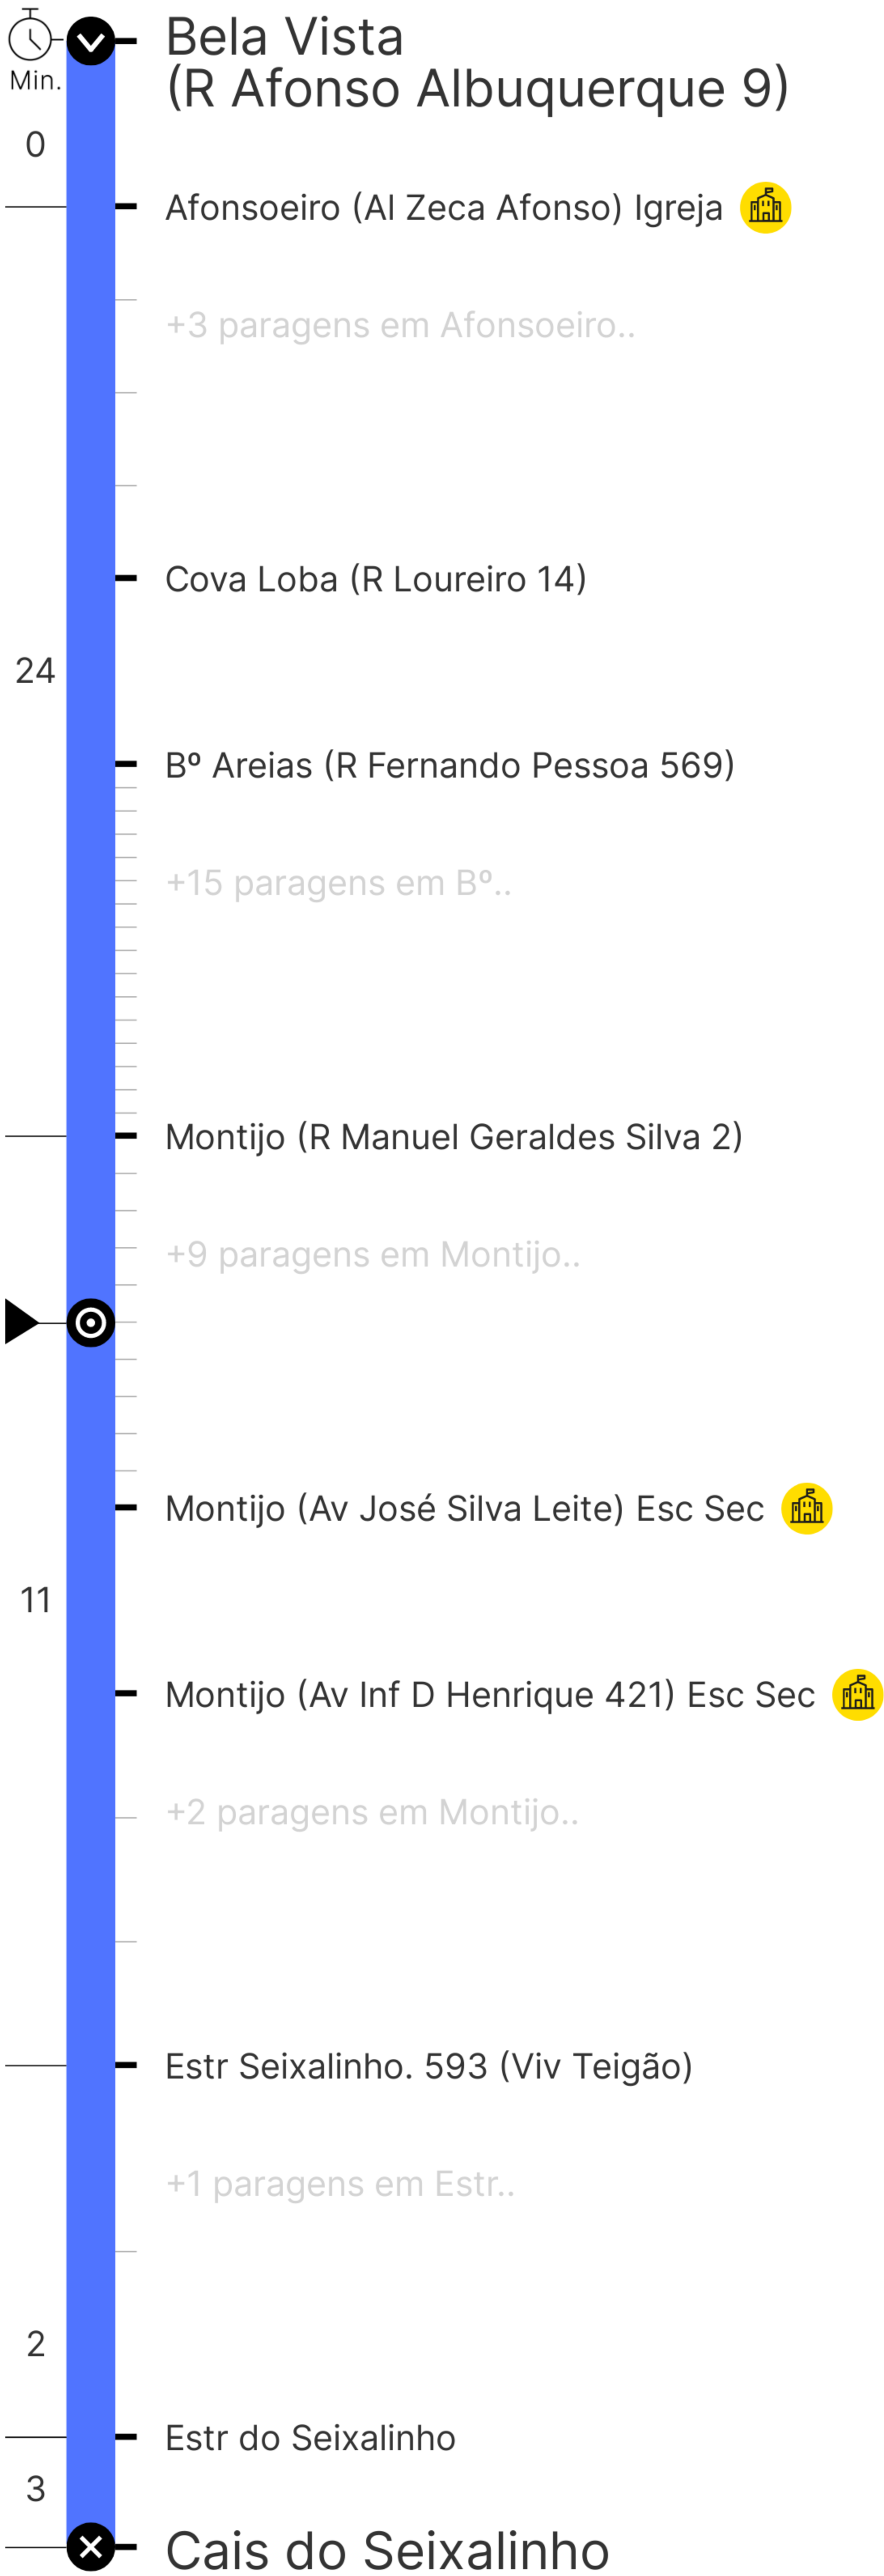 Bela Vista
(R Afonso Albuquerque 9)
Min.
0
Afonsoeiro (Al Zeca Afonso) Igreja
+3 paragens em Afonsoeiro..
Cova Loba (R Loureiro 14)
24
Bº Areias (R Fernando Pessoa 569)
+15 paragens em Bº..
Montijo (R Manuel Geraldes Silva 2)
+9 paragens em Montijo..
Montijo (Av José Silva Leite) Esc Sec
11
Montijo (Av Inf D Henrique 421) Esc Sec
+2 paragens em Montijo..
Estr Seixalinho. 593 (Viv Teigão)
+1 paragens em Estr..
2
Estr do Seixalinho
3
Cais do Seixalinho